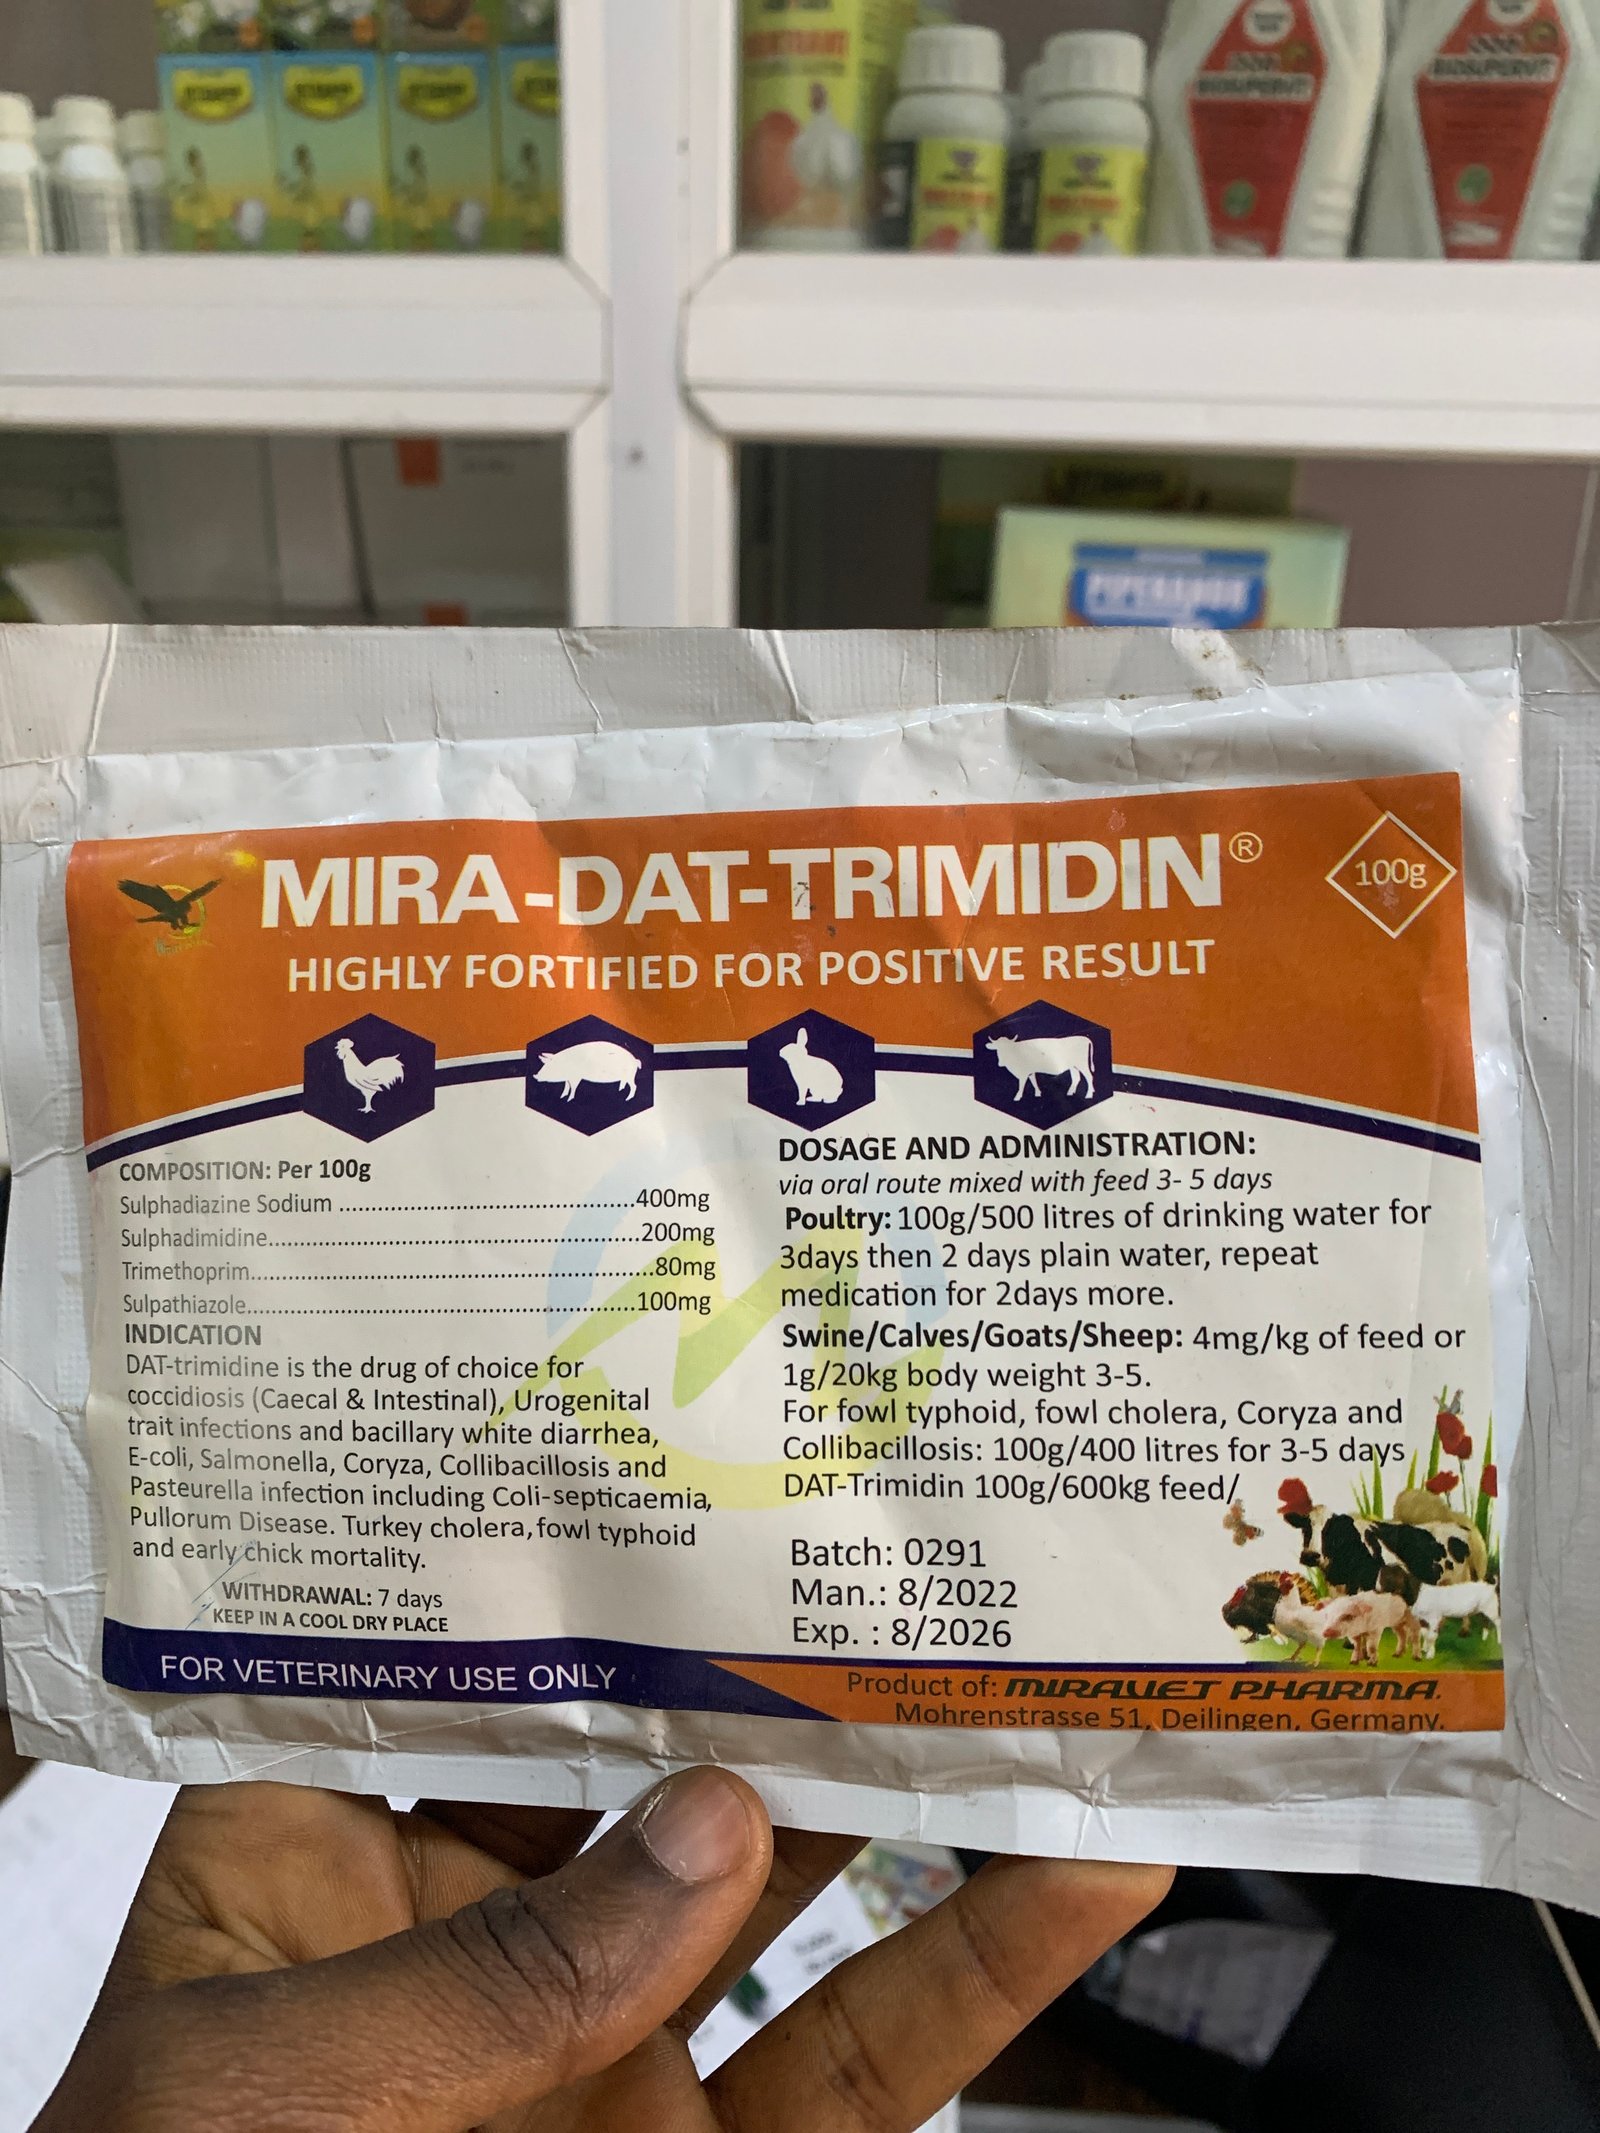 BIOSUPERVIT
BIOSUPERVIT
PIPERADOR
MIRA-DAT-TRIMIDIN®
100g
HIGHLY FORTIFIED FOR POSITIVE RESULT
COMPOSITION: Per 100g
Sulphadiazine Sodium ........................................400mg
Sulphadimidine........................................200mg
Trimethoprim........................................80mg
Sulpathiazole........................................100mg
INDICATION
DAT-trimidine is the drug of choice for
coccidiosis (Caecal & Intestinal), Urogenital
trait infections and bacillary white diarrhea,
E-coli, Salmonella, Coryza, Collibacillosis and
Pasteurella infection including Coli-septicaemia,
Pullorum Disease. Turkey cholera, fowl typhoid
and early chick mortality.
WITHDRAWAL: 7 days
KEEP IN A COOL DRY PLACE
FOR VETERINARY USE ONLY
DOSAGE AND ADMINISTRATION:
via oral route mixed with feed 3- 5 days
Poultry: 100g/500 litres of drinking water for
3days then 2 days plain water, repeat
medication for 2days more.
Swine/Calves/Goats/Sheep: 4mg/kg of feed or
1g/20kg body weight 3-5.
For fowl typhoid, fowl cholera, Coryza and
Collibacillosis: 100g/400 litres for 3-5 days
DAT-Trimidin 100g/600kg feed/
Batch: 0291
Man.: 8/2022
Exp. : 8/2026
Product of: MIRAVET PHARMA.
Mohrenstrasse 51, Deilingen, Germany.